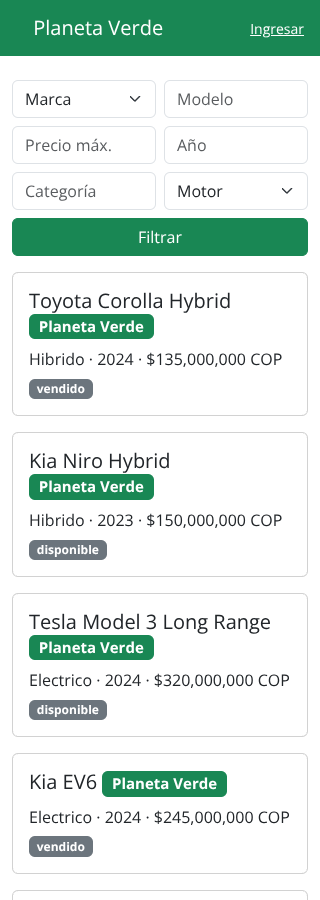 Planeta Verde
Ingresar
Marca
Modelo
Precio máx.
Año
Categoría
Motor
Filtrar
Toyota Corolla Hybrid
Planeta Verde
Hibrido · 2024 · $135,000,000 COP
vendido
Kia Niro Hybrid
Planeta Verde
Hibrido · 2023 · $150,000,000 COP
disponible
Tesla Model 3 Long Range
Planeta Verde
Electrico · 2024 · $320,000,000 COP
disponible
Kia EV6 Planeta Verde
Electrico · 2024 · $245,000,000 COP
vendido